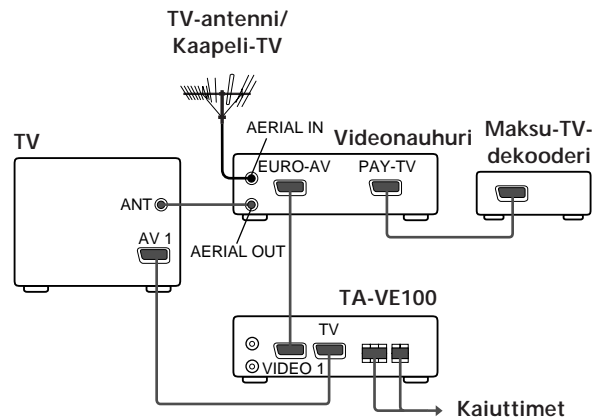 TV-antenni/
Kaapeli-TV
AERIAL IN
TV
Videonauhuri
Maksu-TV-
dekooderi
EURO-AV
PAY-TV
ANT
AV 1
AERIAL OUT
TA-VE100
TV
VIDEO 1
Kaiuttimet